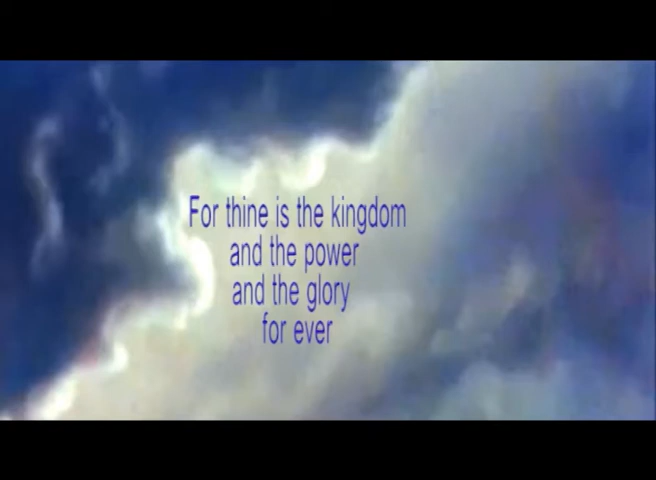 For thine is the kingdom
and the power
and the glory
for ever